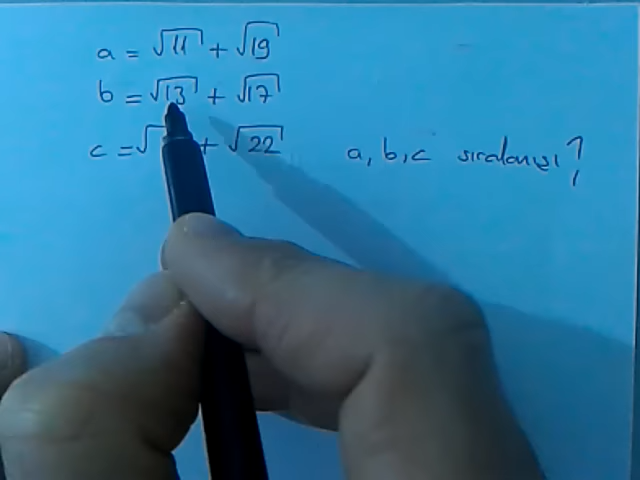 a = √11 + √19
b = √13 + √17
c = √ + √22 a, b, c sıralanışı?